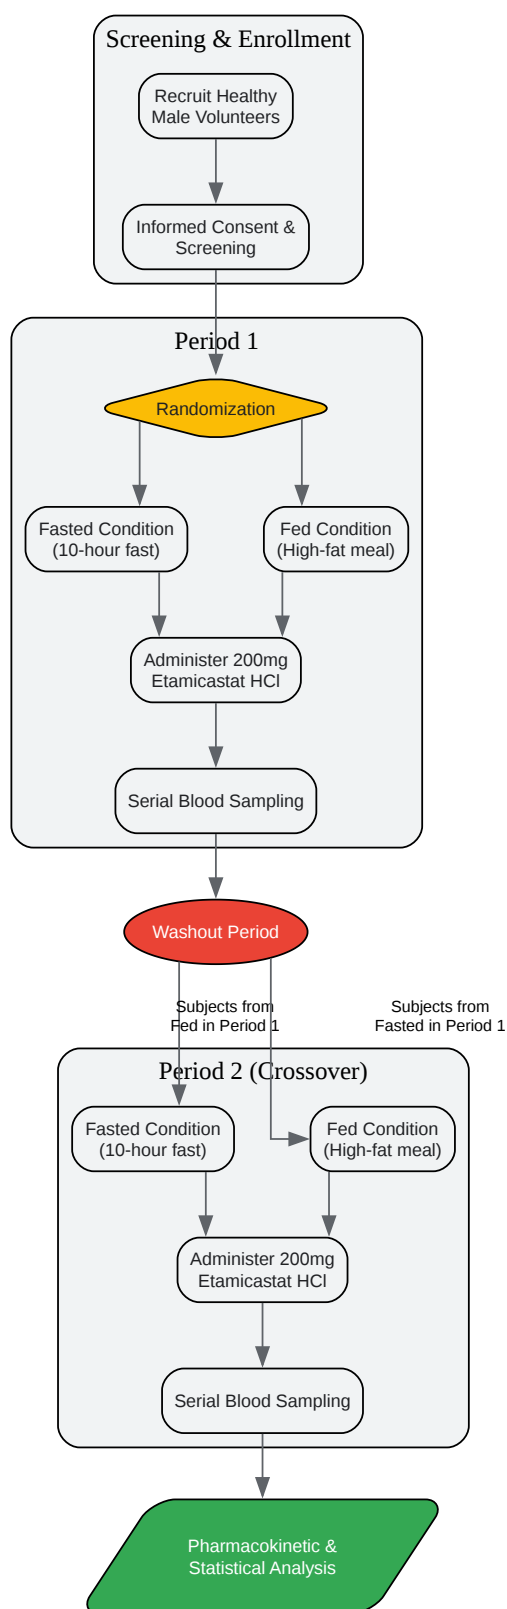 Screening & Enrollment
Recruit Healthy
Male Volunteers
Informed Consent &
Screening
Period 1
Randomization
Fasted Condition
(10-hour fast)
Fed Condition
(High-fat meal)
Administer 200mg
Etamicastat HCl
Serial Blood Sampling
Washout Period
Subjects from
Fed in Period 1
Subjects from
Fasted in Period 1
Period 2 (Crossover)
Fasted Condition
(10-hour fast)
Fed Condition
(High-fat meal)
Administer 200mg
Etamicastat HCl
Serial Blood Sampling
Pharmacokinetic &
Statistical Analysis